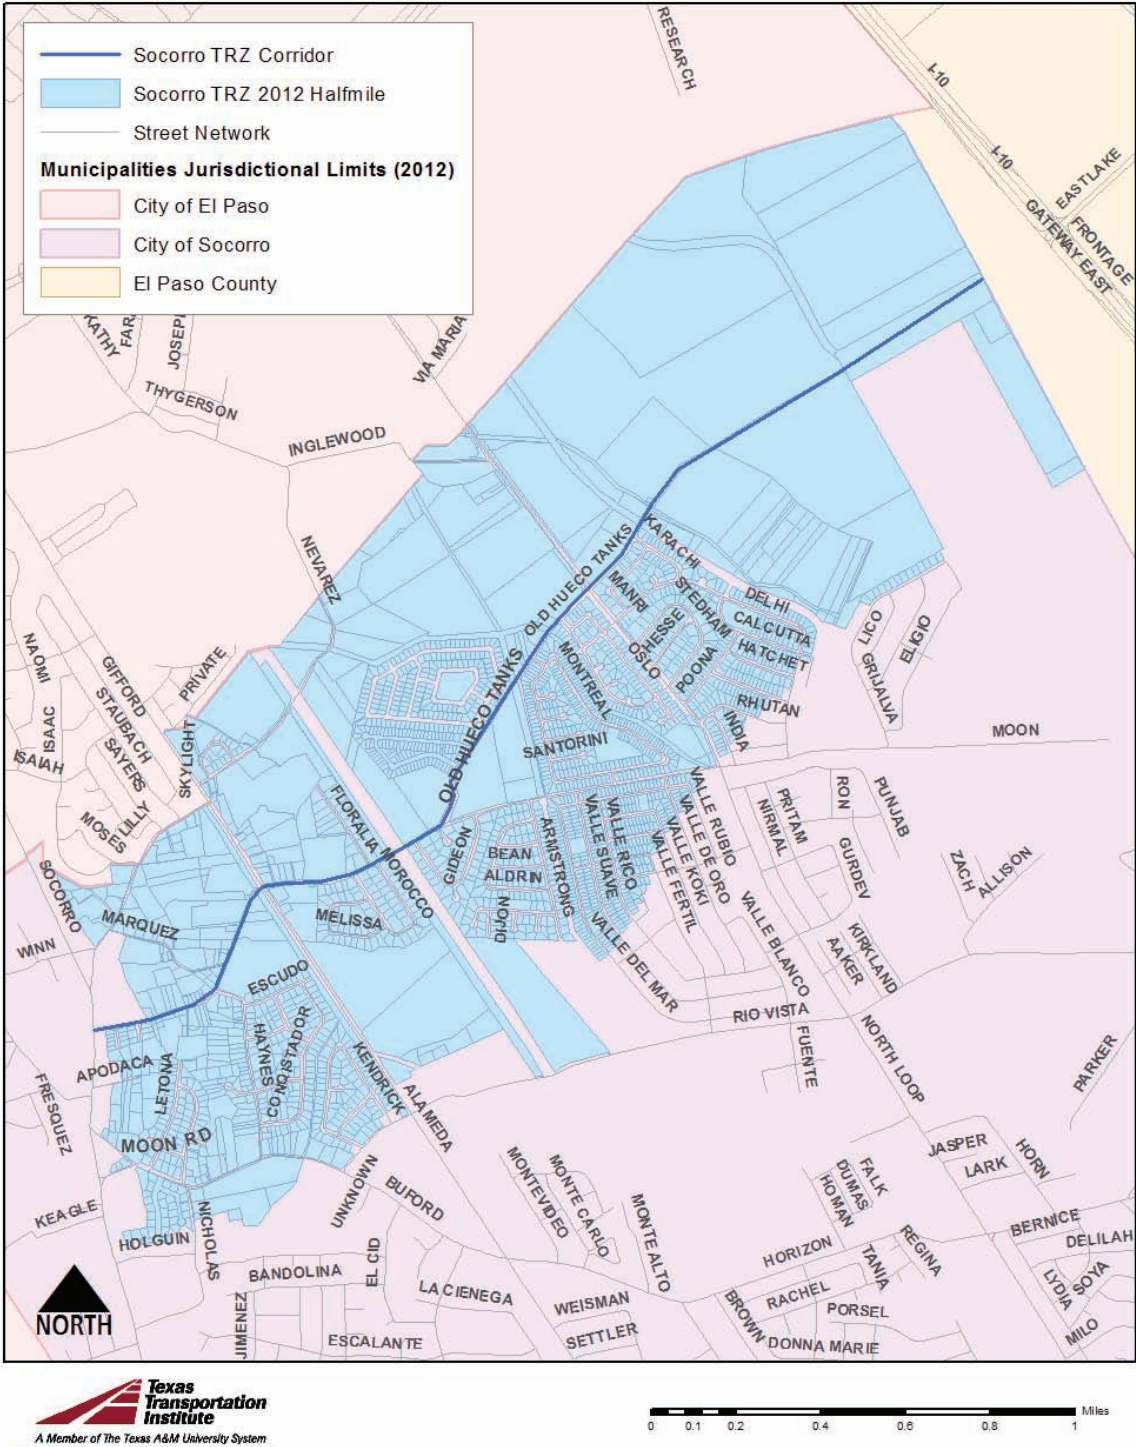 Socorro TRZ Corridor
Socorro TRZ 2012 Halfmile
Street Network
Municipalities Jurisdictional Limits (2012)
City of El Paso
City of Socorro
El Paso County
RESEARCH
I-10
I-10
EASTLAKE
GATEWAY EAST
FRONTAGE
KATHY
FAR
JOSEPH
VIA MARIA
THYGERSON
INGLEWOOD
NEVAREZ
OLD HUECO TANKS
KARACHI
MANRI
STEDHAM
DELHI
CALCUTTA
HATCHET
CHESSE
OSLO
POONA
RHUTAN
INDIA
LICO
ELIGIO
GRIJALVA
MOON
NAOMI
GIFFORD
PRIVATE
STAUBACH
ISAAC
SAYERS
SKYLIGHT
ISAIAH
MOSES
LILLY
OLD HUECO TANKS
MONTREAL
SANTORINI
FLORALIA
MOROCCO
GIDEON
BEAN
ALDRIN
ARMSTRONG
DIJON
VALLE SUAVE
VALLE RICO
VALLE FERTIL
VALLE KOKI
VALLE DE ORO
VALLE RUBIO
NIRMAL
PRITAM
RON
PUNJAB
GURDEV
ZACH
ALLISON
SOCORRO
MARQUEZ
WINN
MELISSA
VALLE DEL MAR
VALLE BLANCO
AAKER
KIRKLAND
RIO VISTA
FUENTE
NORTH LOOP
PARKER
ESCUDO
HAYNES
CONQISTADOR
KENDRICK
ALAMEDA
APODACA
LETONA
FRESQUEZ
MOON RD
KEAGLE
HOLGUIN
NICHOLAS
UNKNOWN
BUFORD
MONTEVIDEO
MONTE CARLO
MONTE ALTO
JASPER
LARK
HORN
FALK
DUMAS
HOMAN
HORIZON
TANIA
REGINA
BERNICE
DELILAH
LYDIA
SOYA
MILO
BANDOLINA
EL CID
LA CIENEGA
WEISMAN
SETTLER
JIMENEZ
ESCALANTE
BROWN
RACHEL
PORSEL
DONNA MARIE
NORTH
Texas
Transportation
Institute
A Member of The Texas A&M University System
Miles
0 0.1 0.2 0.4 0.6 0.8 1